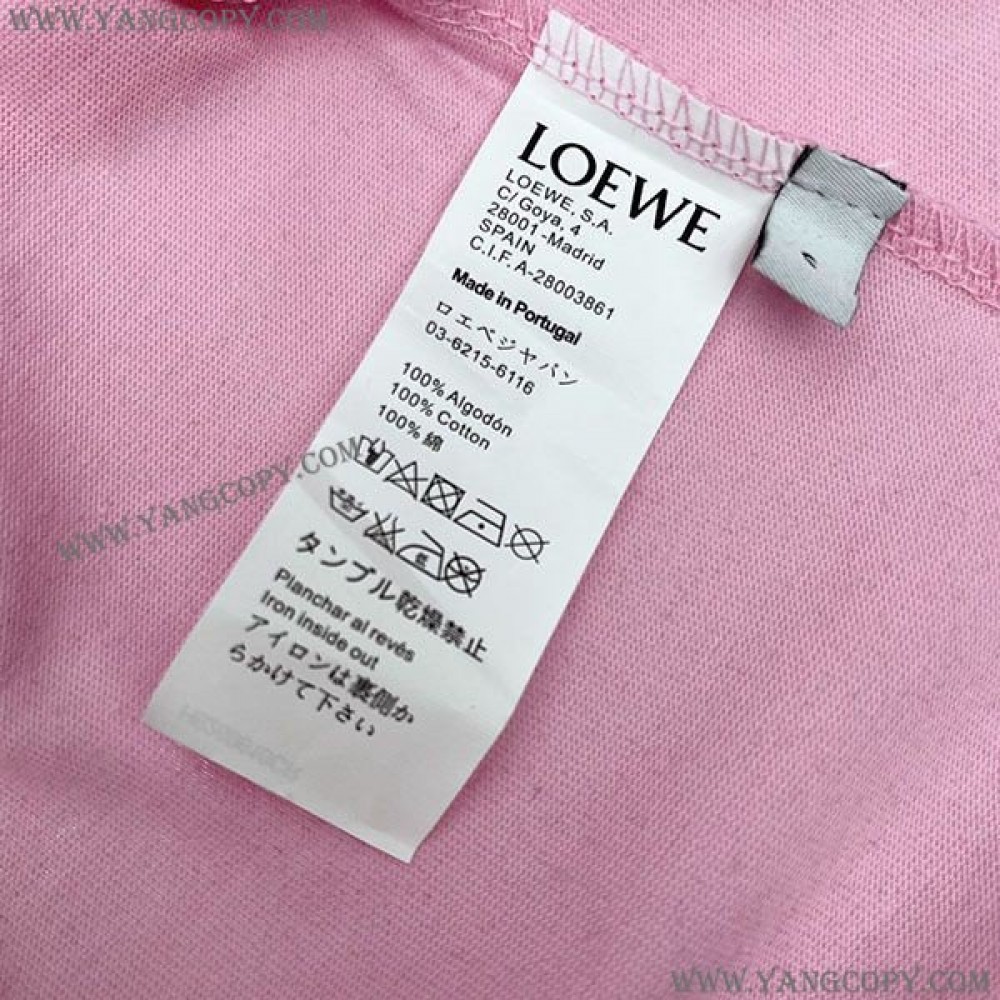 WWW.YANGCOPY.COM
LOEWE
LOEWE, S.A.
C/ Goya, 4
28001 -Madrid
SPAIN
C.I.F. A-28003861
Made in Portugal
ロエベジャパン
03-6215-6116
100% Algodón
100% Cotton
100% 綿
WWW.YANGCOPY.COM
タンブル乾燥禁止
Planchar al revés
Iron inside out
アイロンは裏側か
らかけて下さい
WWW.YANGCOPY.COM